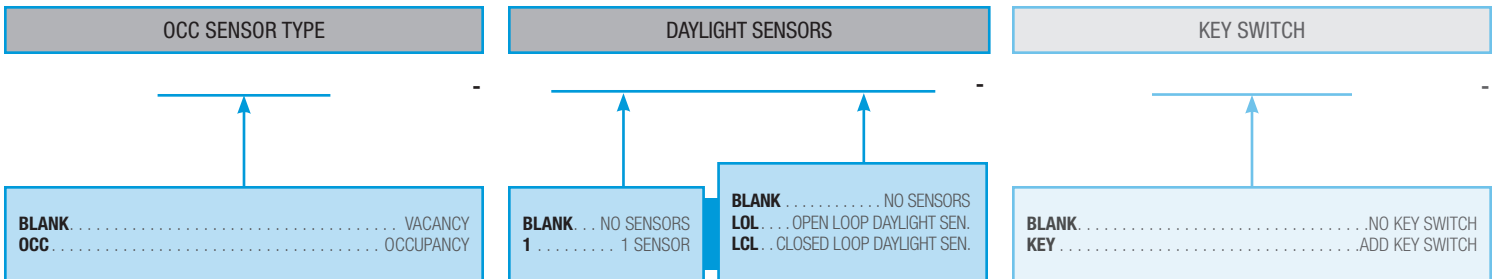 OCC SENSOR TYPE
DAYLIGHT SENSORS
KEY SWITCH
-
-
-
BLANK. . . . . . . . . . . . . . . . . . . . . . . . . . . . . . . . . . . . . . . . . . VACANCY
OCC. . . . . . . . . . . . . . . . . . . . . . . . . . . . . . . . . . . . . . . . OCCUPANCY
BLANK. . . NO SENSORS
1 . . . . . . . . . 1 SENSOR
BLANK . . . . . . . . . . . . NO SENSORS
LOL . . . . OPEN LOOP DAYLIGHT SEN.
LCL . . CLOSED LOOP DAYLIGHT SEN.
BLANK. . . . . . . . . . . . . . . . . . . . . . . . . . . . . . . . . . . .NO KEY SWITCH
KEY . . . . . . . . . . . . . . . . . . . . . . . . . . . . . . . . . . . . .ADD KEY SWITCH